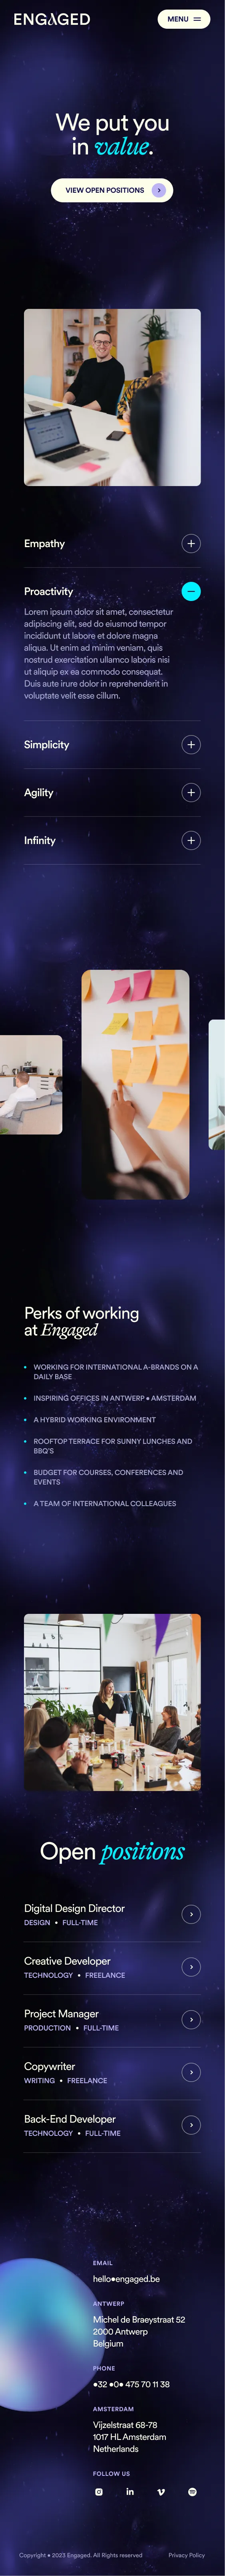 ENGAGED
MENU
We put you
in value.
VIEW OPEN POSITIONS
Empathy
Proactivity
Lorem ipsum dolor sit amet, consectetur
adipiscing elit, sed do eiusmod tempor
incididunt ut labore et dolore magna
aliqua. Ut enim ad minim veniam, quis
nostrud exercitation ullamco laboris nisi
ut aliquip ex ea commodo consequat.
Duis aute irure dolor in reprehenderit in
voluptate velit esse cillum.
Simplicity
Agility
Infinity
Perks of working
at Engaged
• WORKING FOR INTERNATIONAL A-BRANDS ON A
DAILY BASE
• INSPIRING OFFICES IN ANTWERP • AMSTERDAM
• A HYBRID WORKING ENVIRONMENT
• ROOFTOP TERRACE FOR SUNNY LUNCHES AND
BBQ'S
• BUDGET FOR COURSES, CONFERENCES AND
EVENTS
• A TEAM OF INTERNATIONAL COLLEAGUES
Open positions
Digital Design Director
DESIGN • FULL-TIME
Creative Developer
TECHNOLOGY • FREELANCE
Project Manager
PRODUCTION • FULL-TIME
Copywriter
WRITING • FREELANCE
Back-End Developer
TECHNOLOGY • FULL-TIME
EMAIL
hello•engaged.be
ANTWERP
Michel de Braeystraat 52
2000 Antwerp
Belgium
PHONE
•32 •0• 475 70 11 38
AMSTERDAM
Vijzelstraat 68-78
1017 HL Amsterdam
Netherlands
FOLLOW US
in
Copyright • 2023 Engaged. All Rights reserved
Privacy Policy